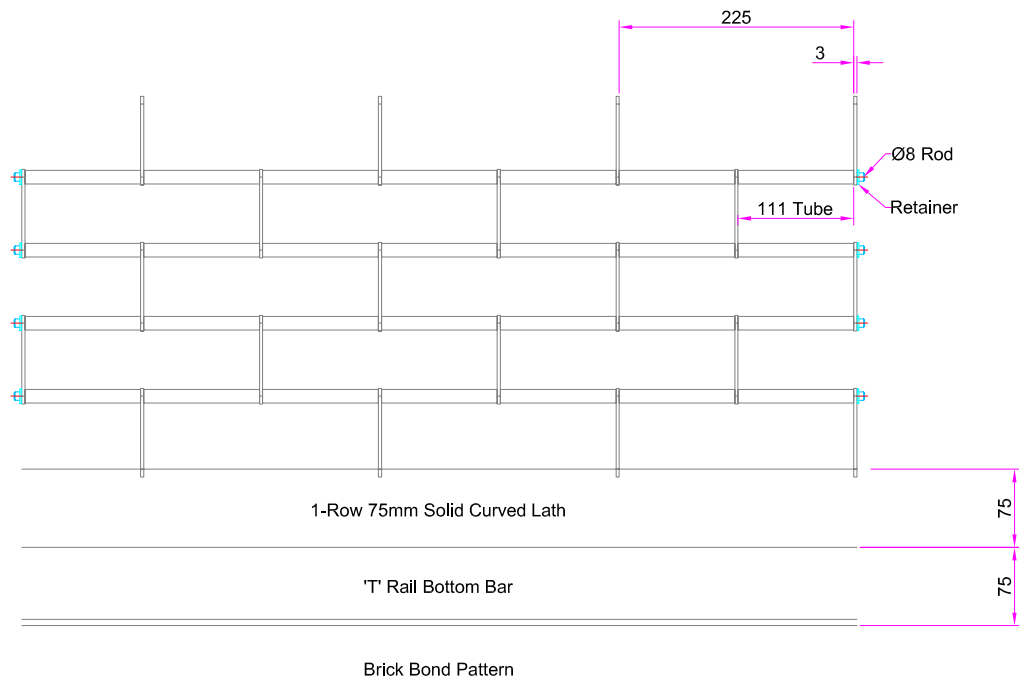 225
3
Ø8 Rod
111 Tube
Retainer
1-Row 75mm Solid Curved Lath
75
'T' Rail Bottom Bar
75
Brick Bond Pattern